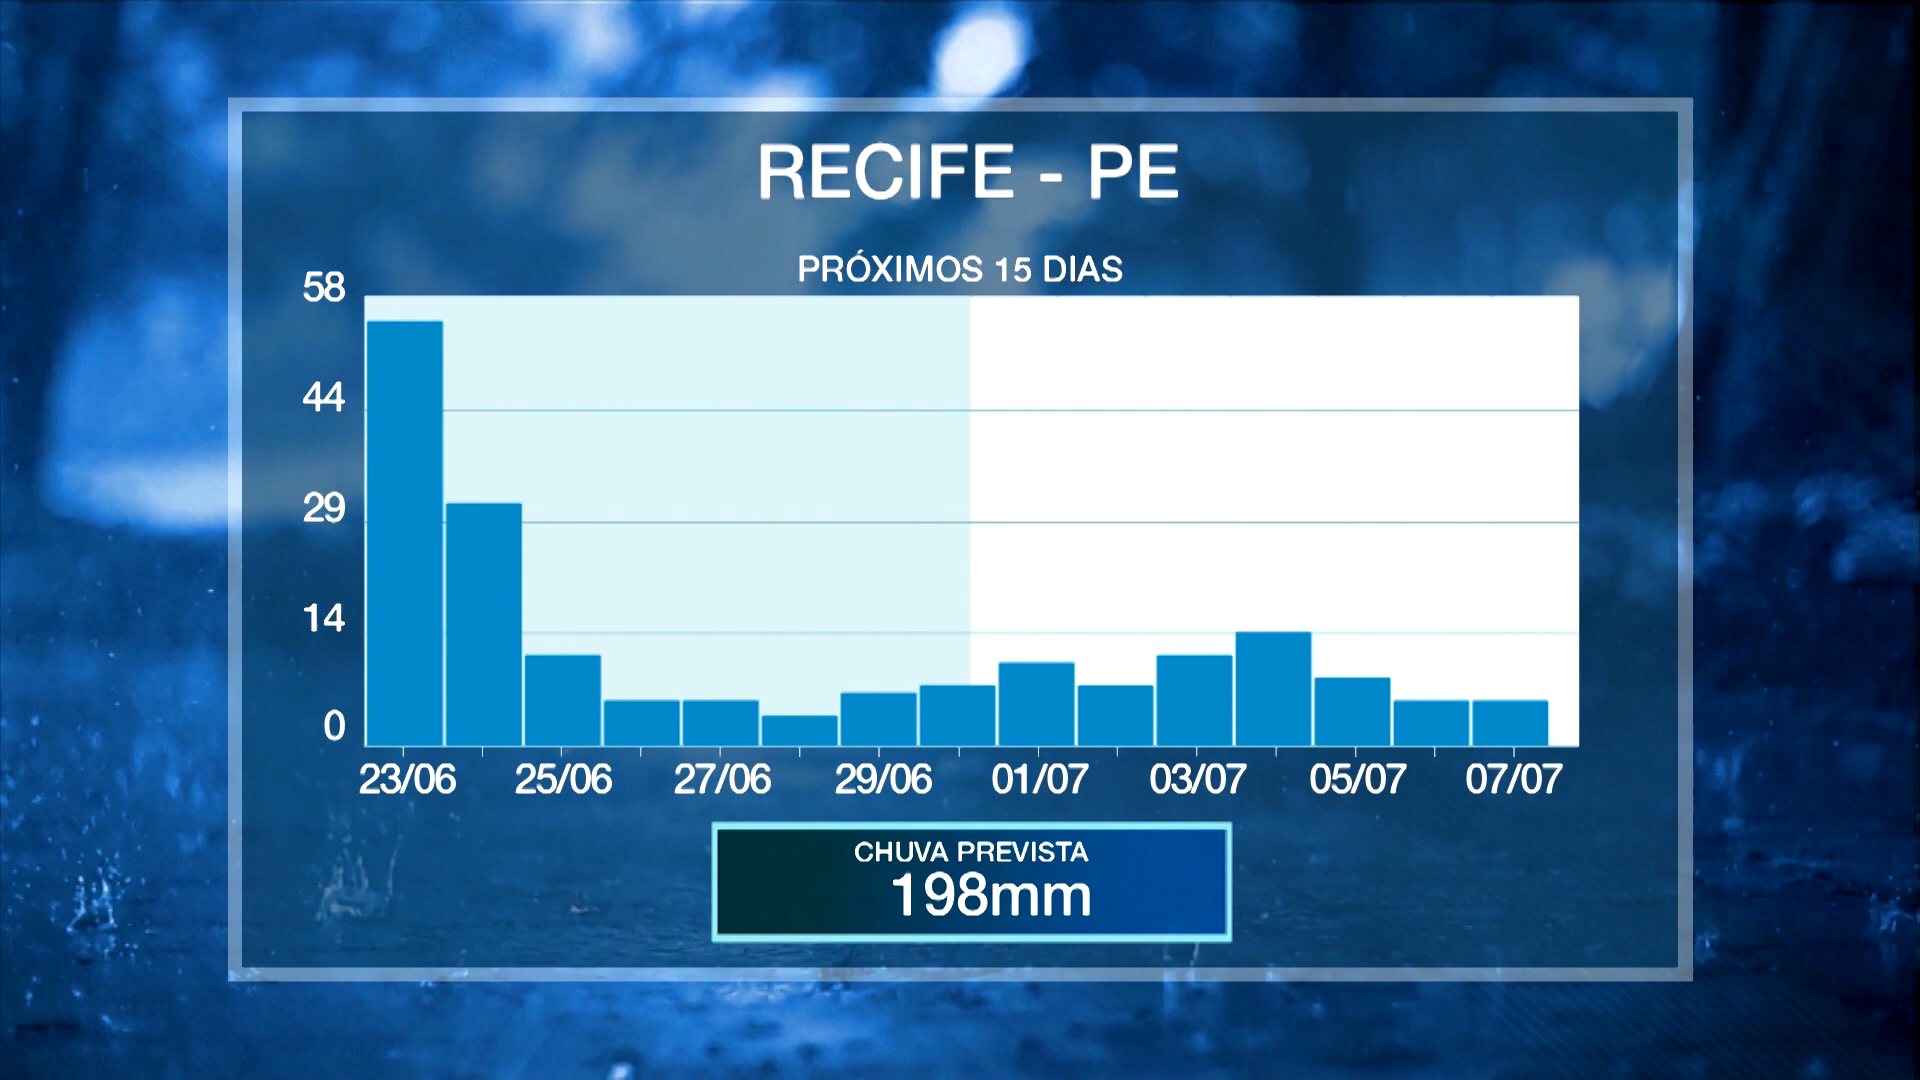 RECIFE - PE
PRÓXIMOS 15 DIAS
58
44
29
14
0
23/06 25/06 27/06 29/06 01/07 03/07 05/07 07/07
CHUVA PREVISTA
198mm